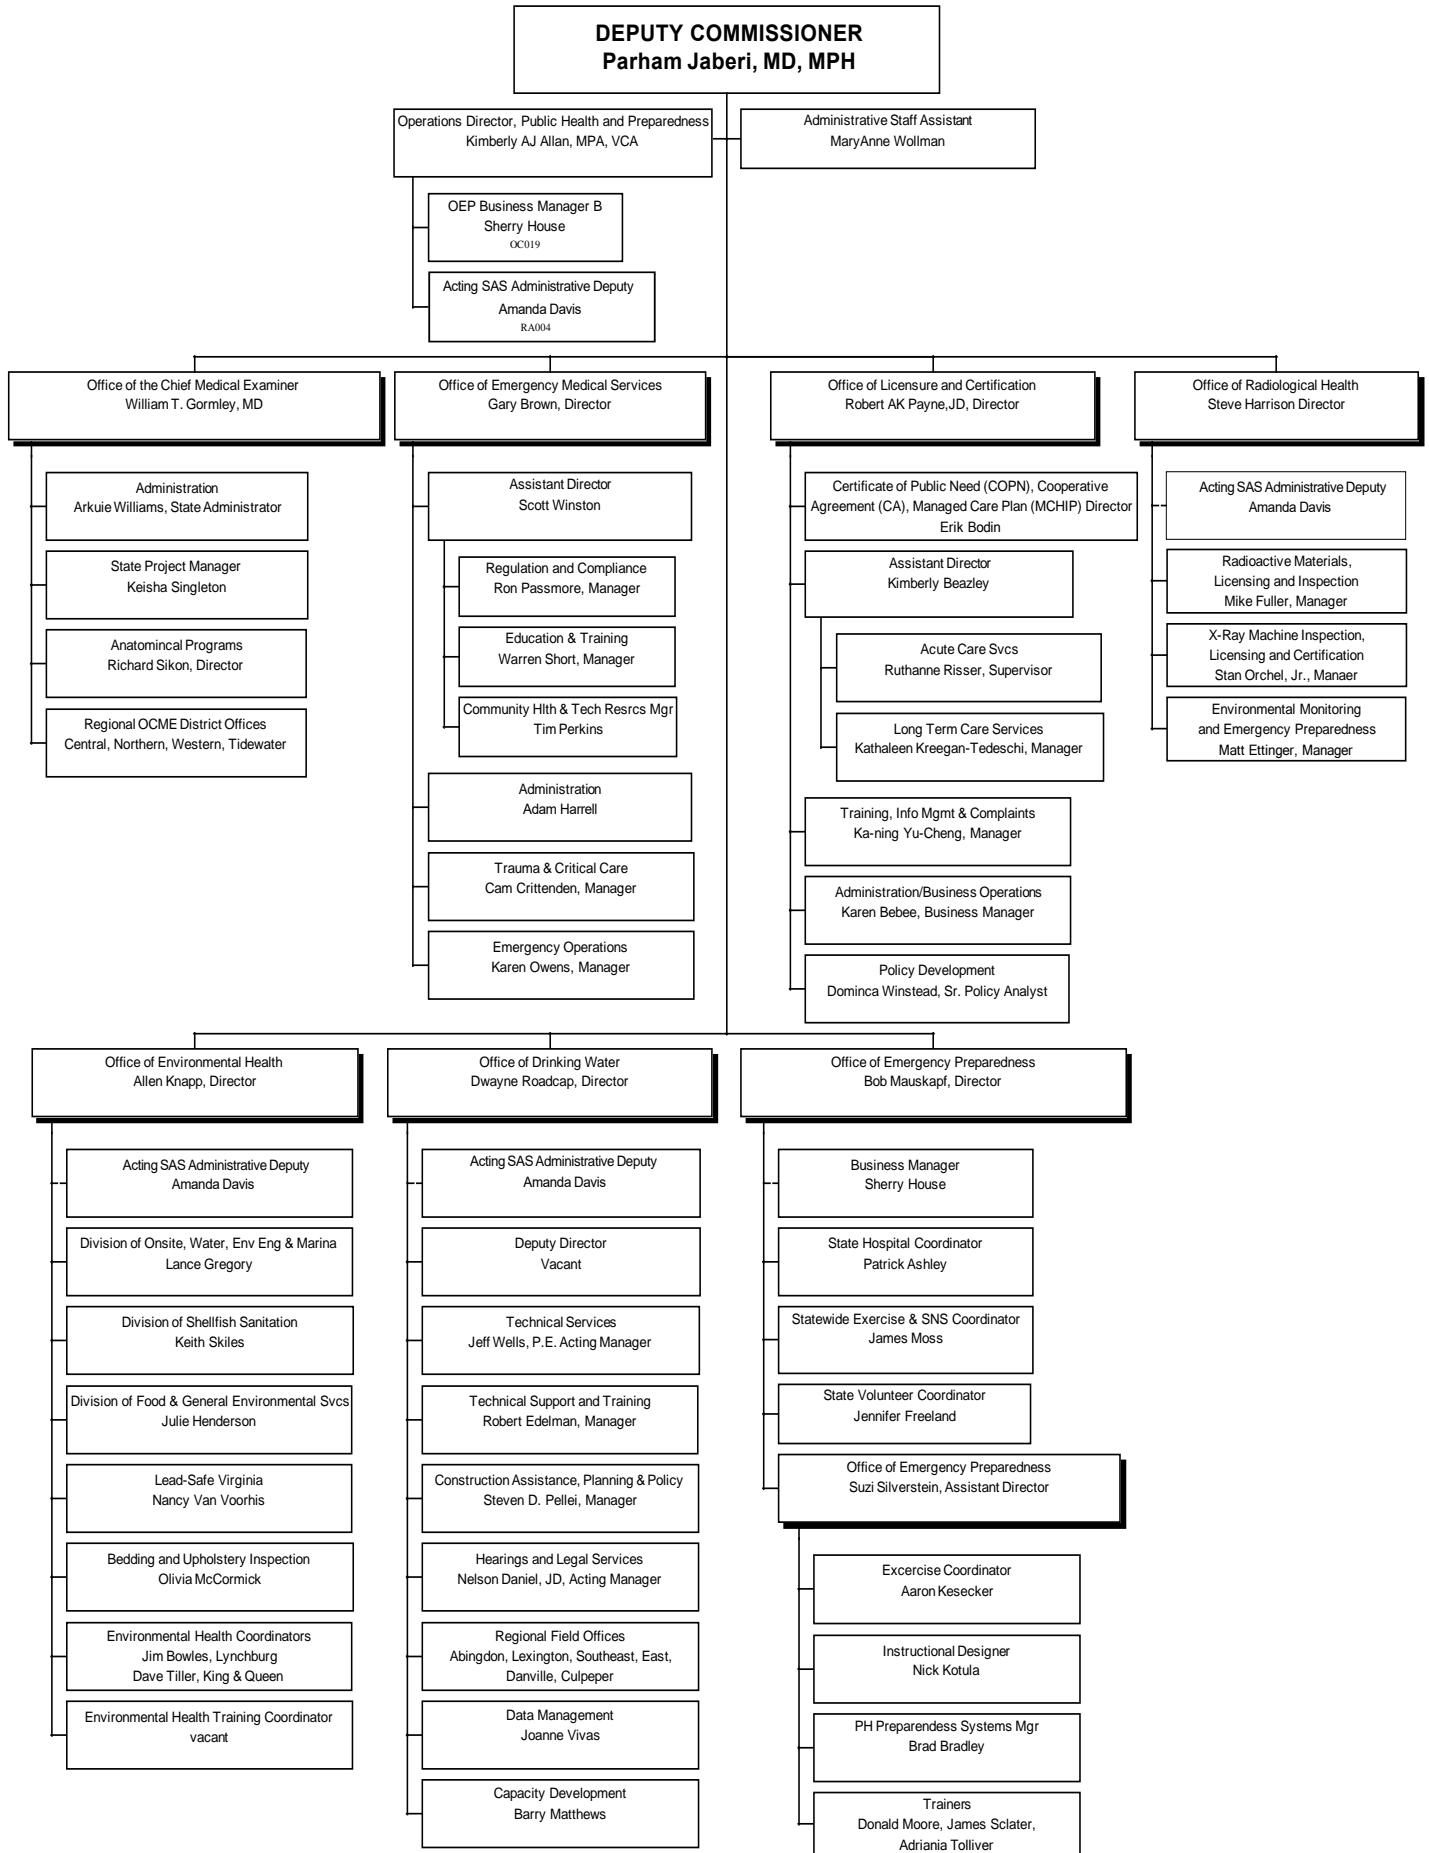 DEPUTY COMMISSIONER
Parham Jaberi, MD, MPH
Operations Director, Public Health and Preparedness
Kimberly AJ Allan, MPA, VCA
Administrative Staff Assistant
MaryAnne Wollman
OEP Business Manager B
Sherry House
OC019
Acting SAS Administrative Deputy
Amanda Davis
RA004
Office of the Chief Medical Examiner
William T. Gormley, MD
Administration
Arkuie Williams, State Administrator
State Project Manager
Keisha Singleton
Anatomincal Programs
Richard Sikon, Director
Regional OCME District Offices
Central, Northern, Western, Tidewater
Office of Emergency Medical Services
Gary Brown, Director
Assistant Director
Scott Winston
Regulation and Compliance
Ron Passmore, Manager
Education & Training
Warren Short, Manager
Community Hlth & Tech Resrcs Mgr
Tim Perkins
Administration
Adam Harrell
Trauma & Critical Care
Cam Crittenden, Manager
Emergency Operations
Karen Owens, Manager
Office of Licensure and Certification
Robert AK Payne,JD, Director
Certificate of Public Need (COPN), Cooperative
Agreement (CA), Managed Care Plan (MCHIP) Director
Erik Bodin
Assistant Director
Kimberly Beazley
Acute Care Svcs
Ruthanne Risser, Supervisor
Long Term Care Services
Kathaleen Kreegan-Tedeschi, Manager
Training, Info Mgmt & Complaints
Ka-ning Yu-Cheng, Manager
Administration/Business Operations
Karen Bebee, Business Manager
Policy Development
Dominca Winstead, Sr. Policy Analyst
Office of Radiological Health
Steve Harrison Director
Acting SAS Administrative Deputy
Amanda Davis
Radioactive Materials,
Licensing and Inspection
Mike Fuller, Manager
X-Ray Machine Inspection,
Licensing and Certification
Stan Orchel, Jr., Manaer
Environmental Monitoring
and Emergency Preparedness
Matt Ettinger, Manager
Office of Environmental Health
Allen Knapp, Director
Acting SAS Administrative Deputy
Amanda Davis
Division of Onsite, Water, Env Eng & Marina
Lance Gregory
Division of Shellfish Sanitation
Keith Skiles
Division of Food & General Environmental Svcs
Julie Henderson
Lead-Safe Virginia
Nancy Van Voorhis
Bedding and Upholstery Inspection
Olivia McCormick
Environmental Health Coordinators
Jim Bowles, Lynchburg
Dave Tiller, King & Queen
Environmental Health Training Coordinator
vacant
Office of Drinking Water
Dwayne Roadcap, Director
Acting SAS Administrative Deputy
Amanda Davis
Deputy Director
Vacant
Technical Services
Jeff Wells, P.E. Acting Manager
Technical Support and Training
Robert Edelman, Manager
Construction Assistance, Planning & Policy
Steven D. Pellei, Manager
Hearings and Legal Services
Nelson Daniel, JD, Acting Manager
Regional Field Offices
Abingdon, Lexington, Southeast, East,
Danville, Culpeper
Data Management
Joanne Vivas
Capacity Development
Barry Matthews
Office of Emergency Preparedness
Bob Mauskapf, Director
Business Manager
Sherry House
State Hospital Coordinator
Patrick Ashley
Statewide Exercise & SNS Coordinator
James Moss
State Volunteer Coordinator
Jennifer Freeland
Office of Emergency Preparedness
Suzi Silverstein, Assistant Director
Excercise Coordinator
Aaron Kesecker
Instructional Designer
Nick Kotula
PH Preparendess Systems Mgr
Brad Bradley
Trainers
Donald Moore, James Sclater,
Adriania Tolliver